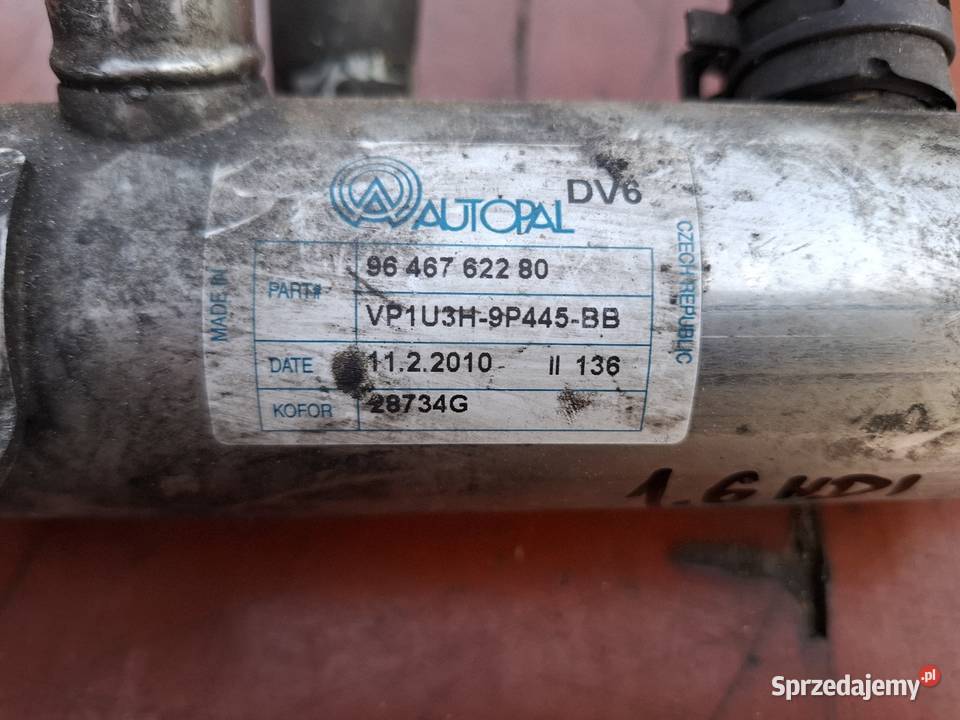 AUTOPAL
DV6
MADE IN
CZECH REPUBLIC
PART#
96 467 622 80
VP1U3H-9P445-BB
DATE
11.2.2010 II 136
KOFOR
28734G
1.6 HDI
Sprzedajemy.pl